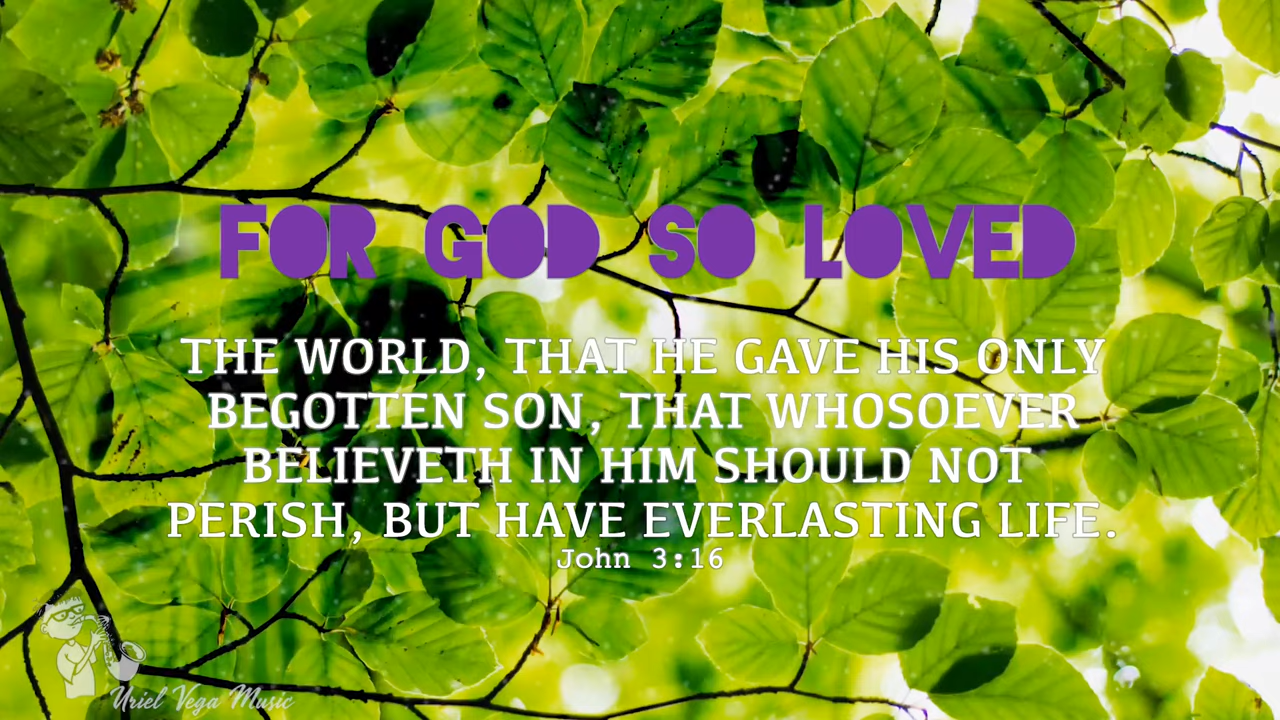 FOR GOD SO LOVED
THE WORLD, THAT HE GAVE HIS ONLY
BEGOTTEN SON, THAT WHOSOEVER
BELIEVETH IN HIM SHOULD NOT
PERISH, BUT HAVE EVERLASTING LIFE.
John 3:16
Uriel Vega Music